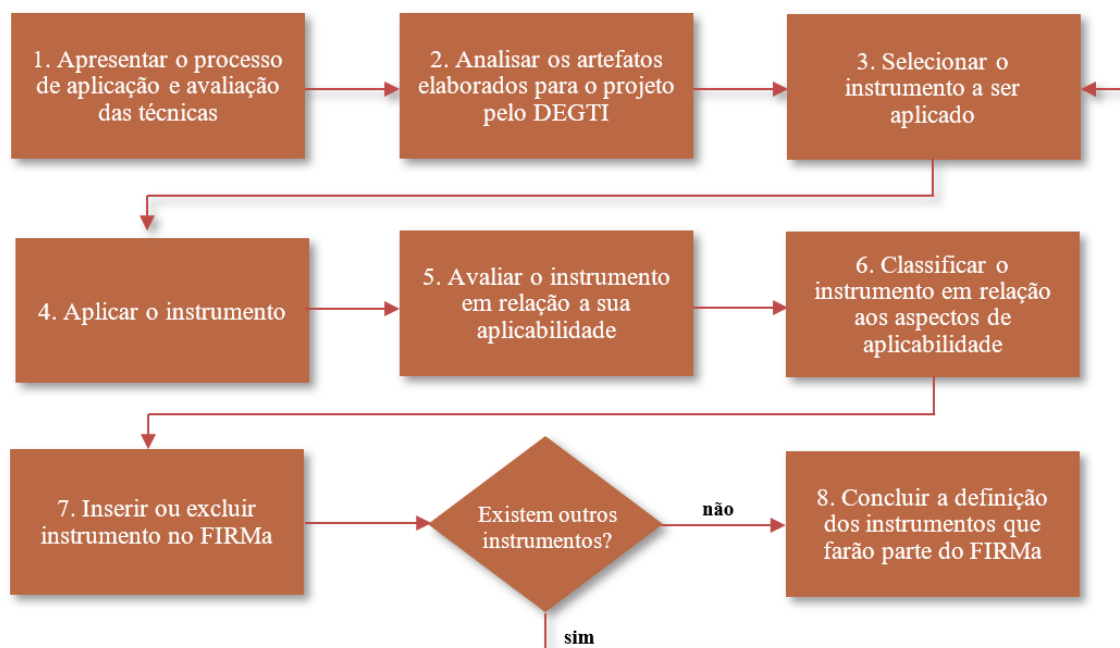 1. Apresentar o processo
de aplicação e avaliação
das técnicas
2. Analisar os artefatos
elaborados para o projeto
pelo DEGTI
3. Selecionar o
instrumento a ser
aplicado
4. Aplicar o instrumento
5. Avaliar o instrumento
em relação a sua
aplicabilidade
6. Classificar o
instrumento em relação
aos aspectos de
aplicabilidade
7. Inserir ou excluir
instrumento no FIRMa
Existem outros
instrumentos?
não
8. Concluir a definição
dos instrumentos que
farão parte do FIRMa
sim